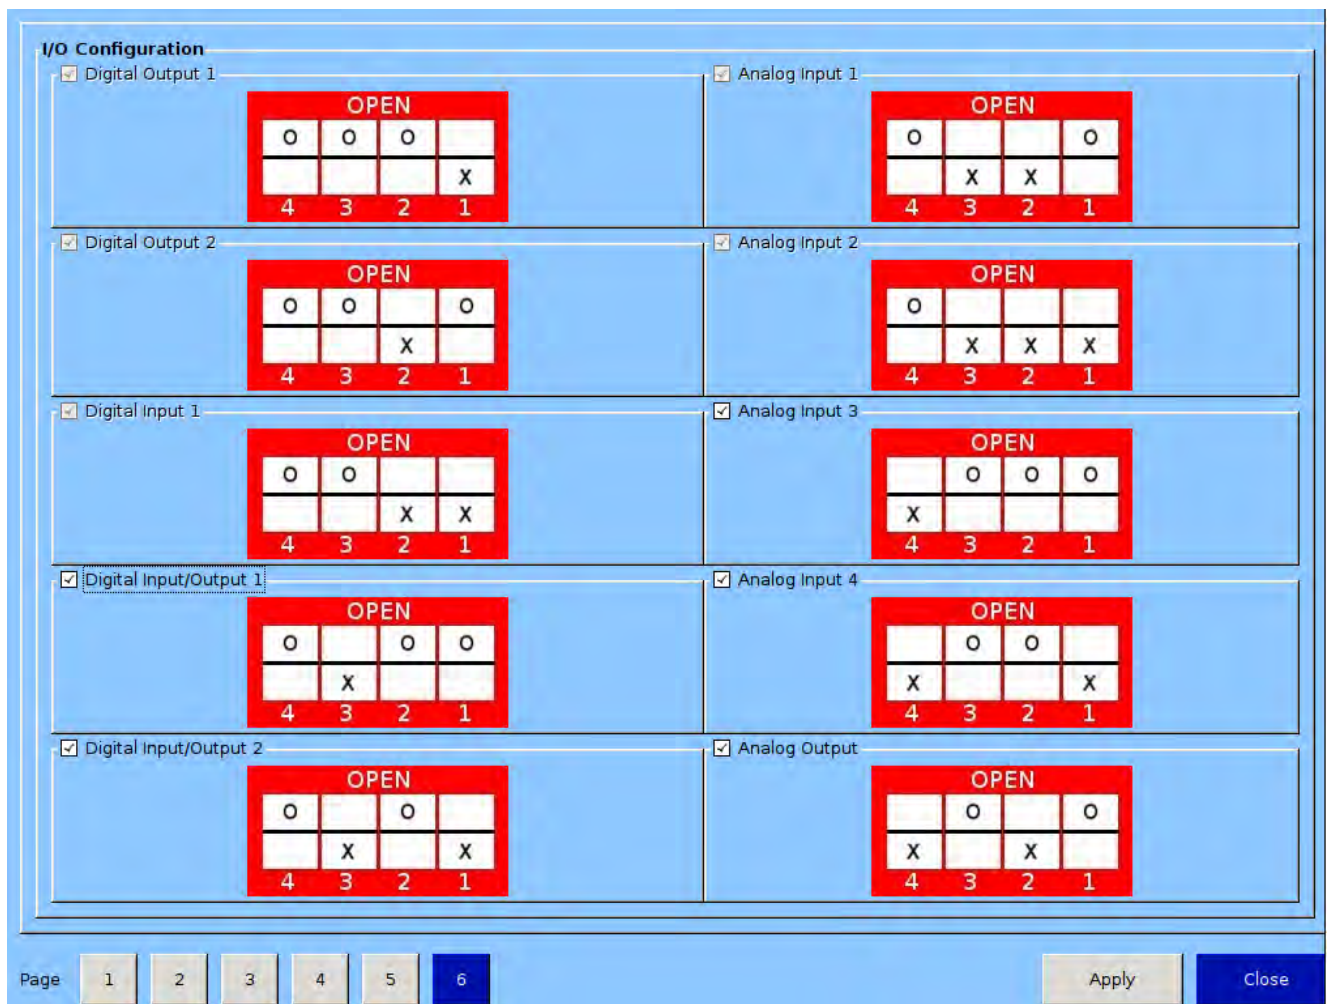 I/O Configuration
Digital Output 1
OPEN
O O O
X
4 3 2 1
Analog Input 1
OPEN
O O
X X
4 3 2 1
Digital Output 2
OPEN
O O O
X
4 3 2 1
Analog Input 2
OPEN
O
X X X
4 3 2 1
Digital Input 1
OPEN
O O
X X
4 3 2 1
Analog Input 3
OPEN
O O O
X
4 3 2 1
Digital Input/Output 1
OPEN
O O O
X
4 3 2 1
Analog Input 4
OPEN
O O
X X
4 3 2 1
Digital Input/Output 2
OPEN
O O
X X
4 3 2 1
Analog Output
OPEN
O O
X X
4 3 2 1
Page 1 2 3 4 5 6 Apply Close